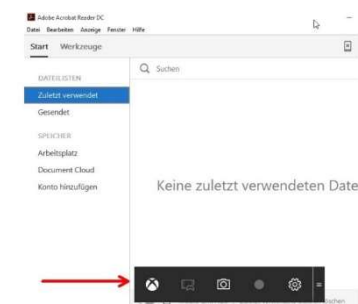 Adobe Acrobat Reader DC
Datei Bearbeiten Anzeige Fenster Hilfe
Start Werkzeuge
Suchen
DATEILISTEN
Zuletzt verwendet
Gesendet
SPEICHER
Arbeitsplatz
Document Cloud
Konto hinzufügen
Keine zuletzt verwendeten Date